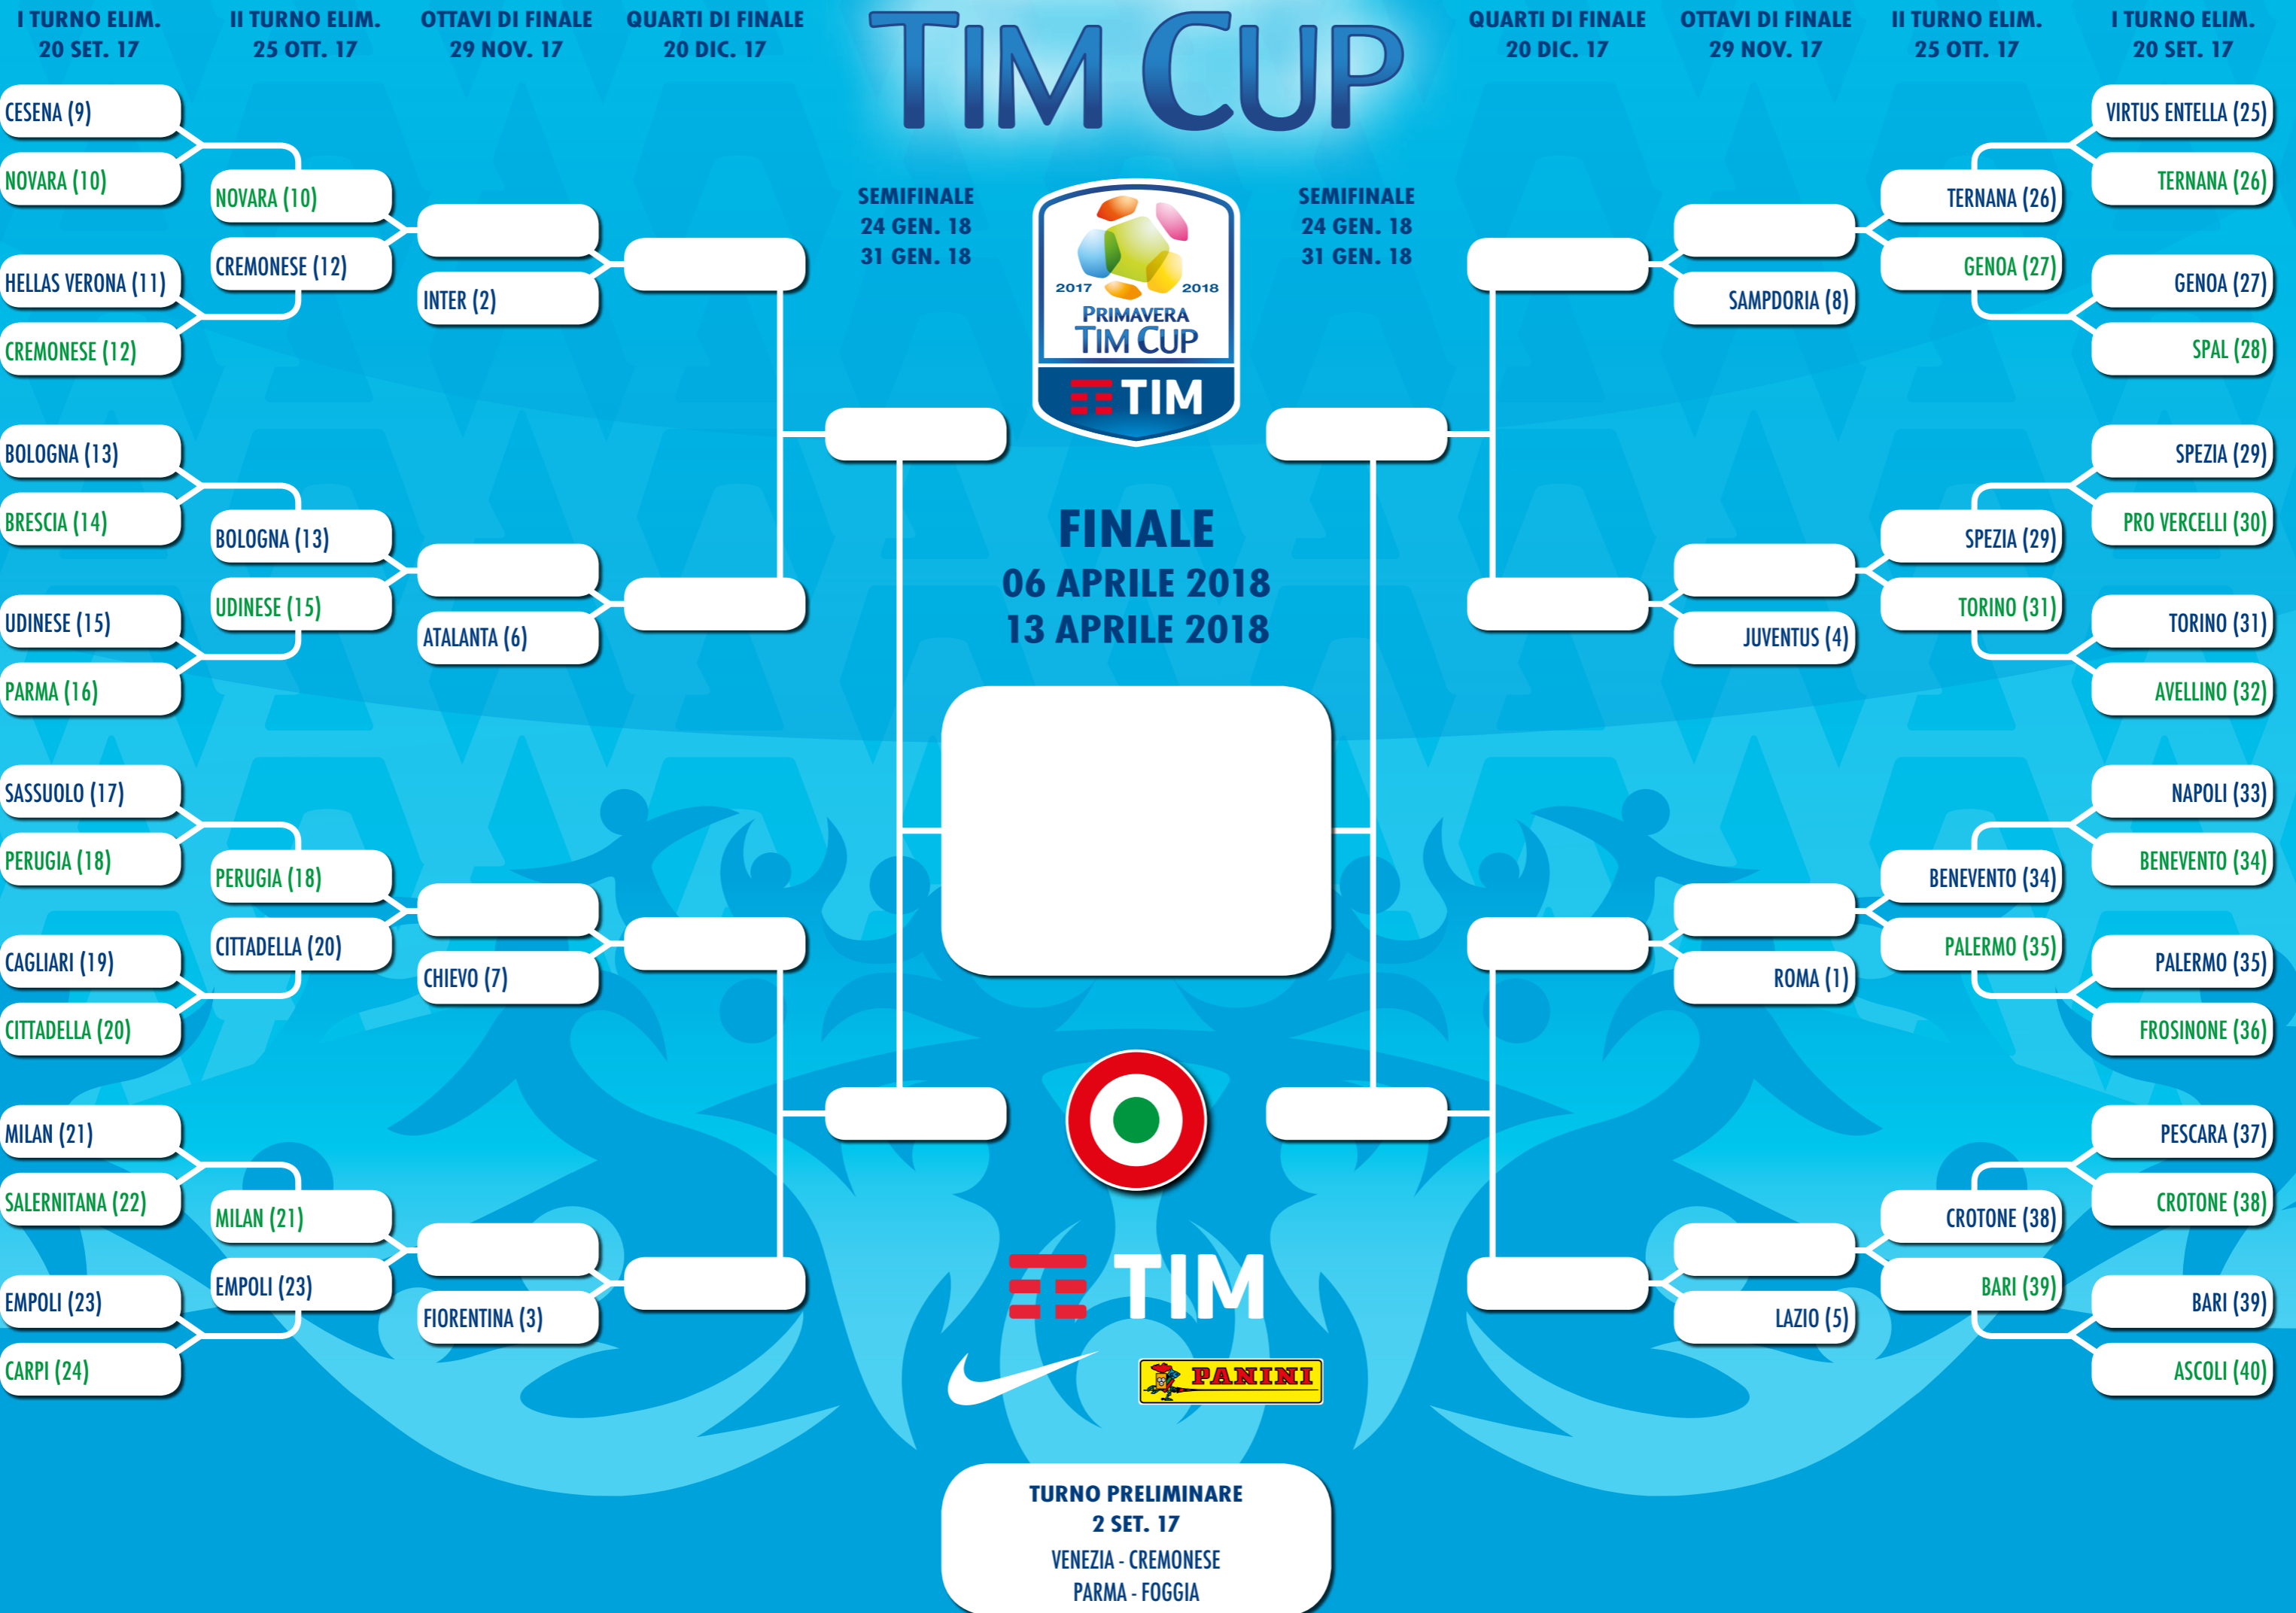 I TURNO ELIM.
20 SET. 17
II TURNO ELIM.
25 OTT. 17
OTTAVI DI FINALE
29 NOV. 17
QUARTI DI FINALE
20 DIC. 17
TIM CUP
QUARTI DI FINALE
20 DIC. 17
OTTAVI DI FINALE
29 NOV. 17
II TURNO ELIM.
25 OTT. 17
I TURNO ELIM.
20 SET. 17
CESENA (9)
NOVARA (10)
HELLAS VERONA (11)
CREMONESE (12)
BOLOGNA (13)
BRESCIA (14)
UDINESE (15)
PARMA (16)
SASSUOLO (17)
PERUGIA (18)
CAGLIARI (19)
CITTADELLA (20)
MILAN (21)
SALERNITANA (22)
EMPOLI (23)
CARPI (24)
NOVARA (10)
CREMONESE (12)
BOLOGNA (13)
UDINESE (15)
PERUGIA (18)
CITTADELLA (20)
MILAN (21)
EMPOLI (23)
INTER (2)
ATALANTA (6)
CHIEVO (7)
FIORENTINA (3)
SEMIFINALE
24 GEN. 18
31 GEN. 18
2017 2018
PRIMAVERA
TIM CUP
TIM
SEMIFINALE
24 GEN. 18
31 GEN. 18
FINALE
06 APRILE 2018
13 APRILE 2018
TIM
PANINI
TURNO PRELIMINARE
2 SET. 17
VENEZIA - CREMONESE
PARMA - FOGGIA
SAMPDORIA (8)
JUVENTUS (4)
ROMA (1)
LAZIO (5)
TERNANA (26)
GENOA (27)
SPEZIA (29)
TORINO (31)
BENEVENTO (34)
PALERMO (35)
CROTONE (38)
BARI (39)
VIRTUS ENTELLA (25)
TERNANA (26)
GENOA (27)
SPAL (28)
SPEZIA (29)
PRO VERCELLI (30)
TORINO (31)
AVELLINO (32)
NAPOLI (33)
BENEVENTO (34)
PALERMO (35)
FROSINONE (36)
PESCARA (37)
CROTONE (38)
BARI (39)
ASCOLI (40)